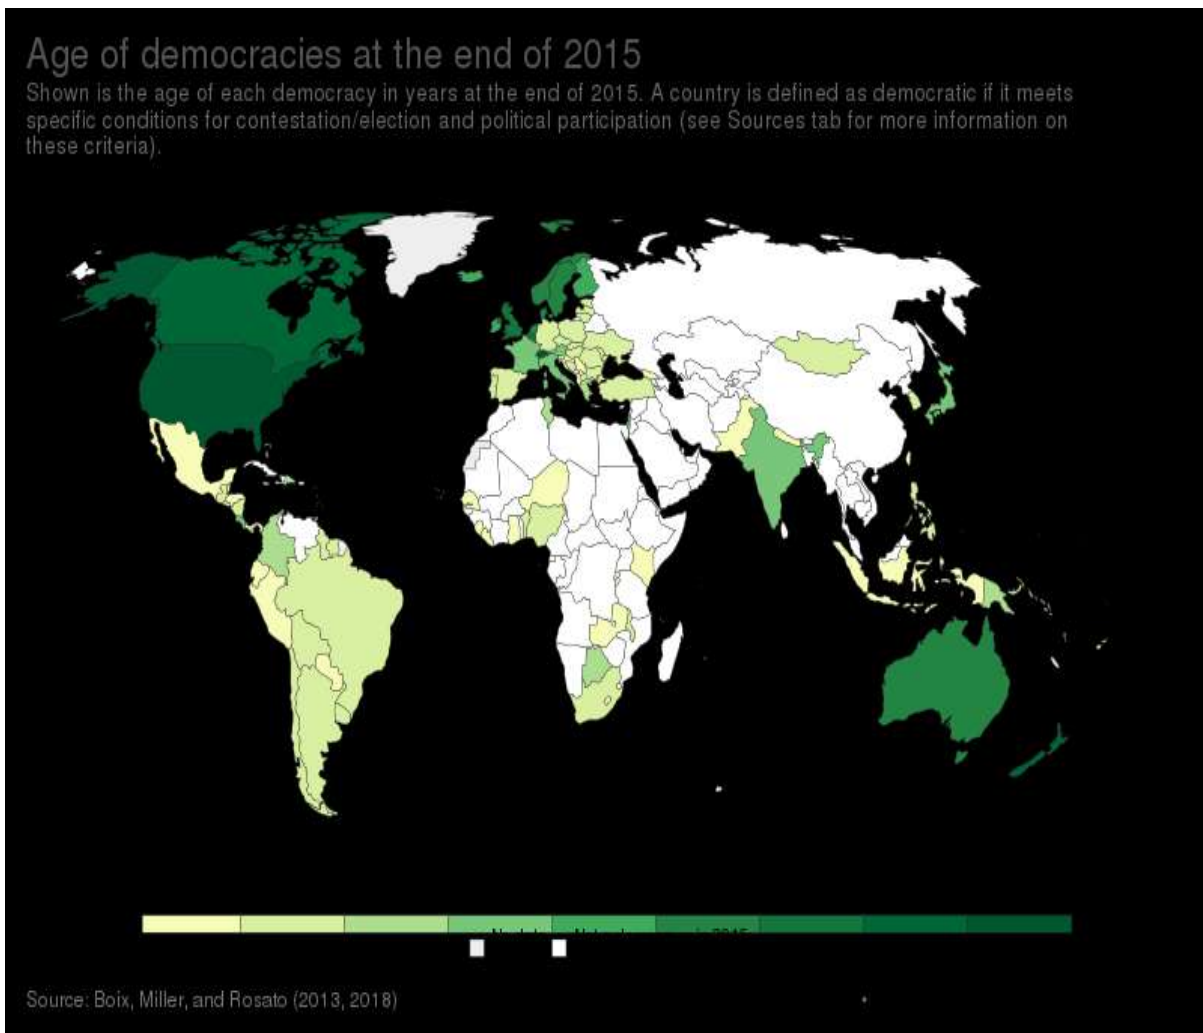 Age of democracies at the end of 2015
Shown is the age of each democracy in years at the end of 2015. A country is defined as democratic if it meets
specific conditions for contestation/election and political participation (see Sources tab for more information on
these criteria).
Source: Boix, Miller, and Rosato (2013, 2018)